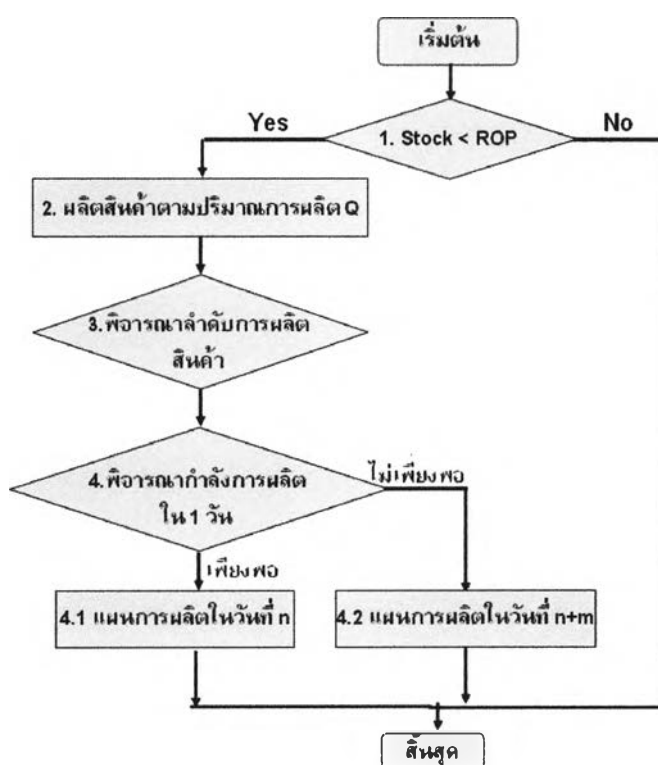 เริ่มต้น
Yes
1. Stock < ROP
No
2. ผลิตสินค้าตามปริมาณการผลิต Q
3.พิจารณาลำดับการผลิต
สินค้า
4.พิจารณากำลังการผลิต
ใน 1 วัน
ไม่เพียงพอ
เพียงพอ
4.1 แผนการผลิตในวันที่ n
4.2 แผนการผลิตในวันที่ n+m
สิ้นสุด